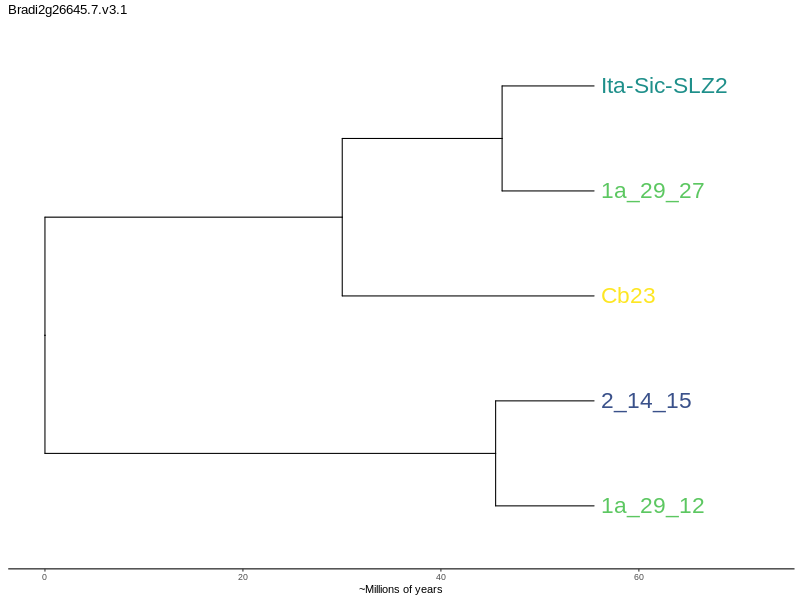 Bradi2g26645.7.v3.1
Ita-Sic-SLZ2
1a_29_27
Cb23
2_14_15
1a_29_12
0 20 40 60
~Millions of years